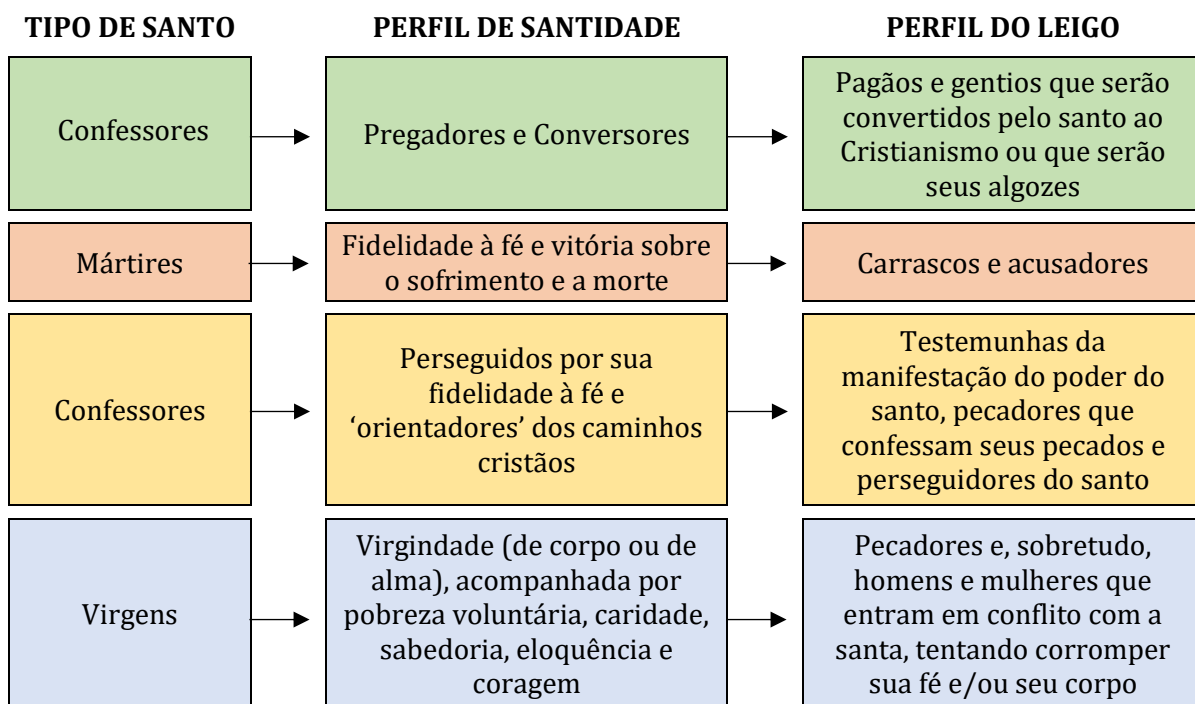 TIPO DE SANTO
PERFIL DE SANTIDADE
PERFIL DO LEIGO
Confessores
Pregadores e Conversores
Pagãos e gentios que serão
convertidos pelo santo ao
Cristianismo ou que serão
seus algozes
Mártires
Fidelidade à fé e vitória sobre
o sofrimento e a morte
Carrascos e acusadores
Confessores
Perseguidos por sua
fidelidade à fé e
‘orientadores’ dos caminhos
cristãos
Testemunhas da
manifestação do poder do
santo, pecadores que
confessam seus pecados e
perseguidores do santo
Virgens
Virgindade (de corpo ou de
alma), acompanhada por
pobreza voluntária, caridade,
sabedoria, eloquência e
coragem
Pecadores e, sobretudo,
homens e mulheres que
entram em conflito com a
santa, tentando corromper
sua fé e/ou seu corpo